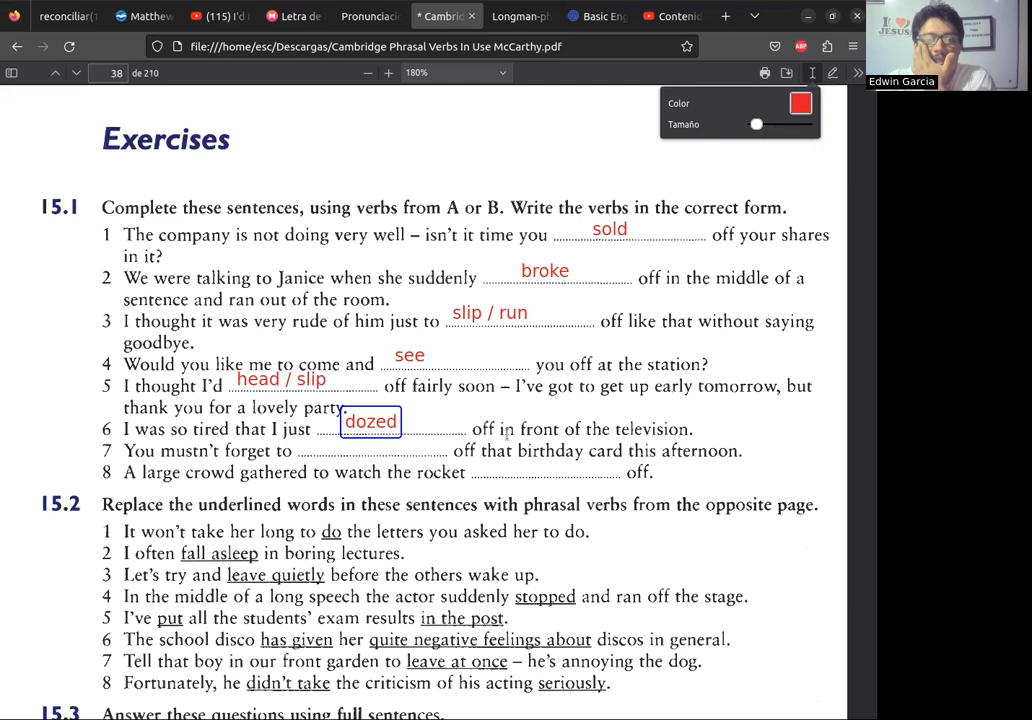 reconciliar(
Matthew
(115) I'd l
Letra de
Pronunciacio
* Cambrid
Longman-ph
Basic Eng
Contenid
file:///home/esc/Descargas/Cambridge Phrasal Verbs In Use McCarthy.pdf
ABP
38 de 210
180%
Color
Tamaño
I ❤ JESUS
Edwin Garcia
Exercises
15.1 Complete these sentences, using verbs from A or B. Write the verbs in the correct form.
1 The company is not doing very well – isn't it time you sold off your shares
in it?
2 We were talking to Janice when she suddenly broke off in the middle of a
sentence and ran out of the room.
3 I thought it was very rude of him just to slip / run off like that without saying
goodbye.
4 Would you like me to come and see you off at the station?
5 I thought I'd head / slip off fairly soon – I've got to get up early tomorrow, but
thank you for a lovely party.
6 I was so tired that I just dozed off in front of the television.
7 You mustn't forget to off that birthday card this afternoon.
8 A large crowd gathered to watch the rocket off.
15.2 Replace the underlined words in these sentences with phrasal verbs from the opposite page.
1 It won't take her long to do the letters you asked her to do.
2 I often fall asleep in boring lectures.
3 Let's try and leave quietly before the others wake up.
4 In the middle of a long speech the actor suddenly stopped and ran off the stage.
5 I've put all the students' exam results in the post.
6 The school disco has given her quite negative feelings about discos in general.
7 Tell that boy in our front garden to leave at once – he's annoying the dog.
8 Fortunately, he didn't take the criticism of his acting seriously.
15.3 Answer these questions using full sentences.